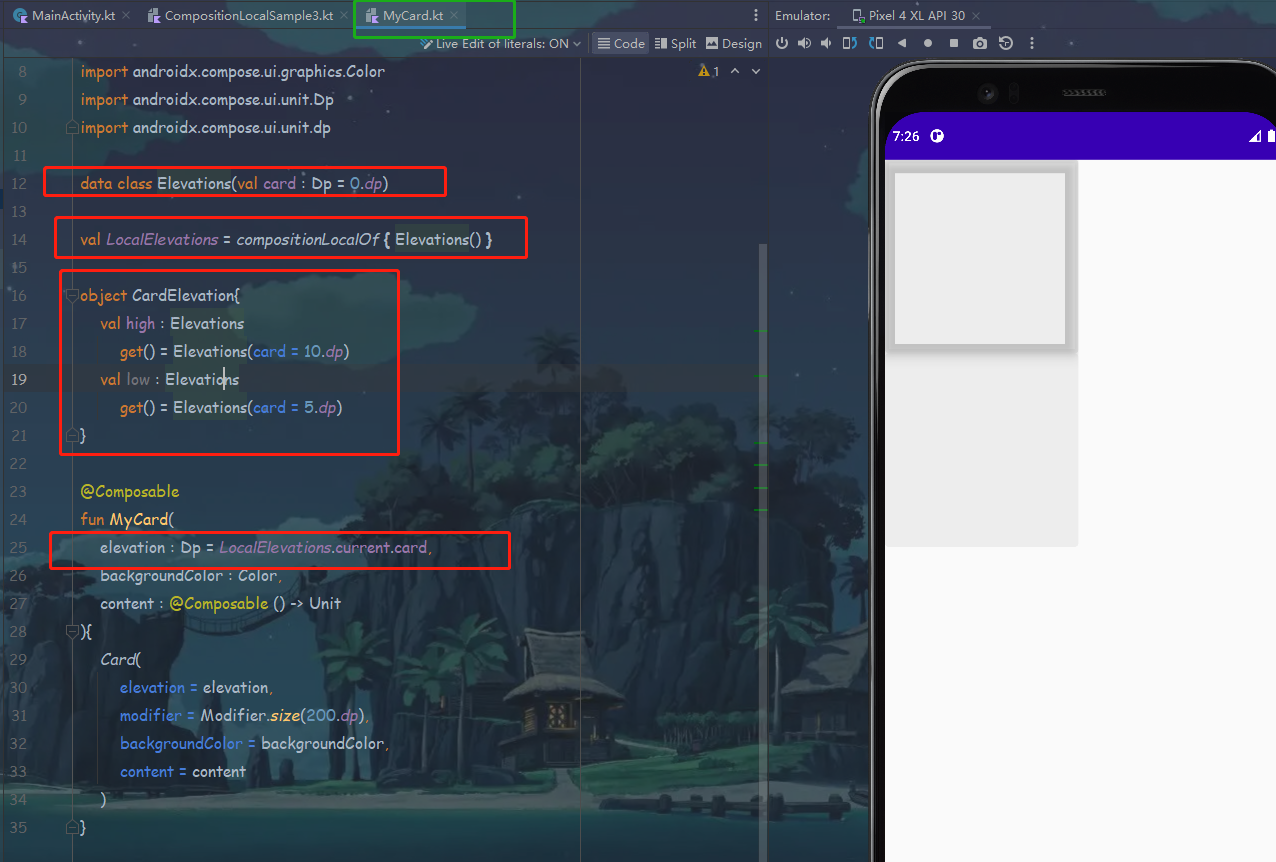 MainActivity.kt
CompositionLocalSample3.kt
MyCard.kt
Emulator:
Pixel 4 XL API 30
Live Edit of literals: ON
Code
Split
Design
1
8 import androidx.compose.ui.graphics.Color
9 import androidx.compose.ui.unit.Dp
10 import androidx.compose.ui.unit.dp
11
12 data class Elevations(val card : Dp = 0.dp)
13
14 val LocalElevations = compositionLocalOf { Elevations() }
15
16 object CardElevation{
17 val high : Elevations
18 get() = Elevations(card = 10.dp)
19 val low : Elevations
20 get() = Elevations(card = 5.dp)
21 }
22
23 @Composable
24 fun MyCard(
25 elevation : Dp = LocalElevations.current.card,
26 backgroundColor : Color,
27 content : @Composable () -> Unit
28 ){
29 Card(
30 elevation = elevation,
31 modifier = Modifier.size(200.dp),
32 backgroundColor = backgroundColor,
33 content = content
34 )
35 }
7:26